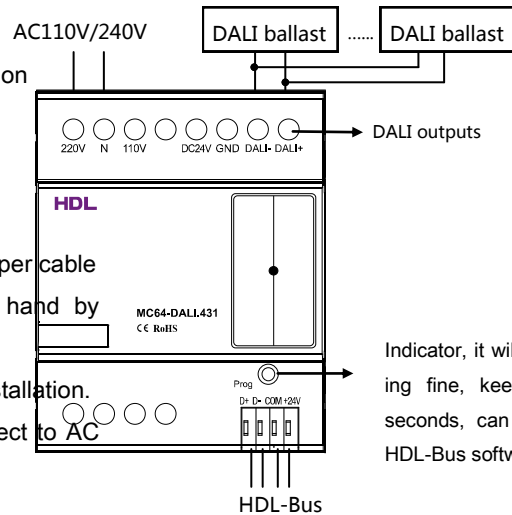 AC110V/240V
DALI ballast ...... DALI ballast
on
DALI outputs
220V N 110V DC24V GND DALI- DALI+
HDL
per cable
hand by
MC64-DALI.431
CE RoHS
Indicator, it wil
ing fine, keep
seconds, can
HDL-Bus softw
Prog
stallation.
D+ D- COM +24V
ect to AC
HDL-Bus